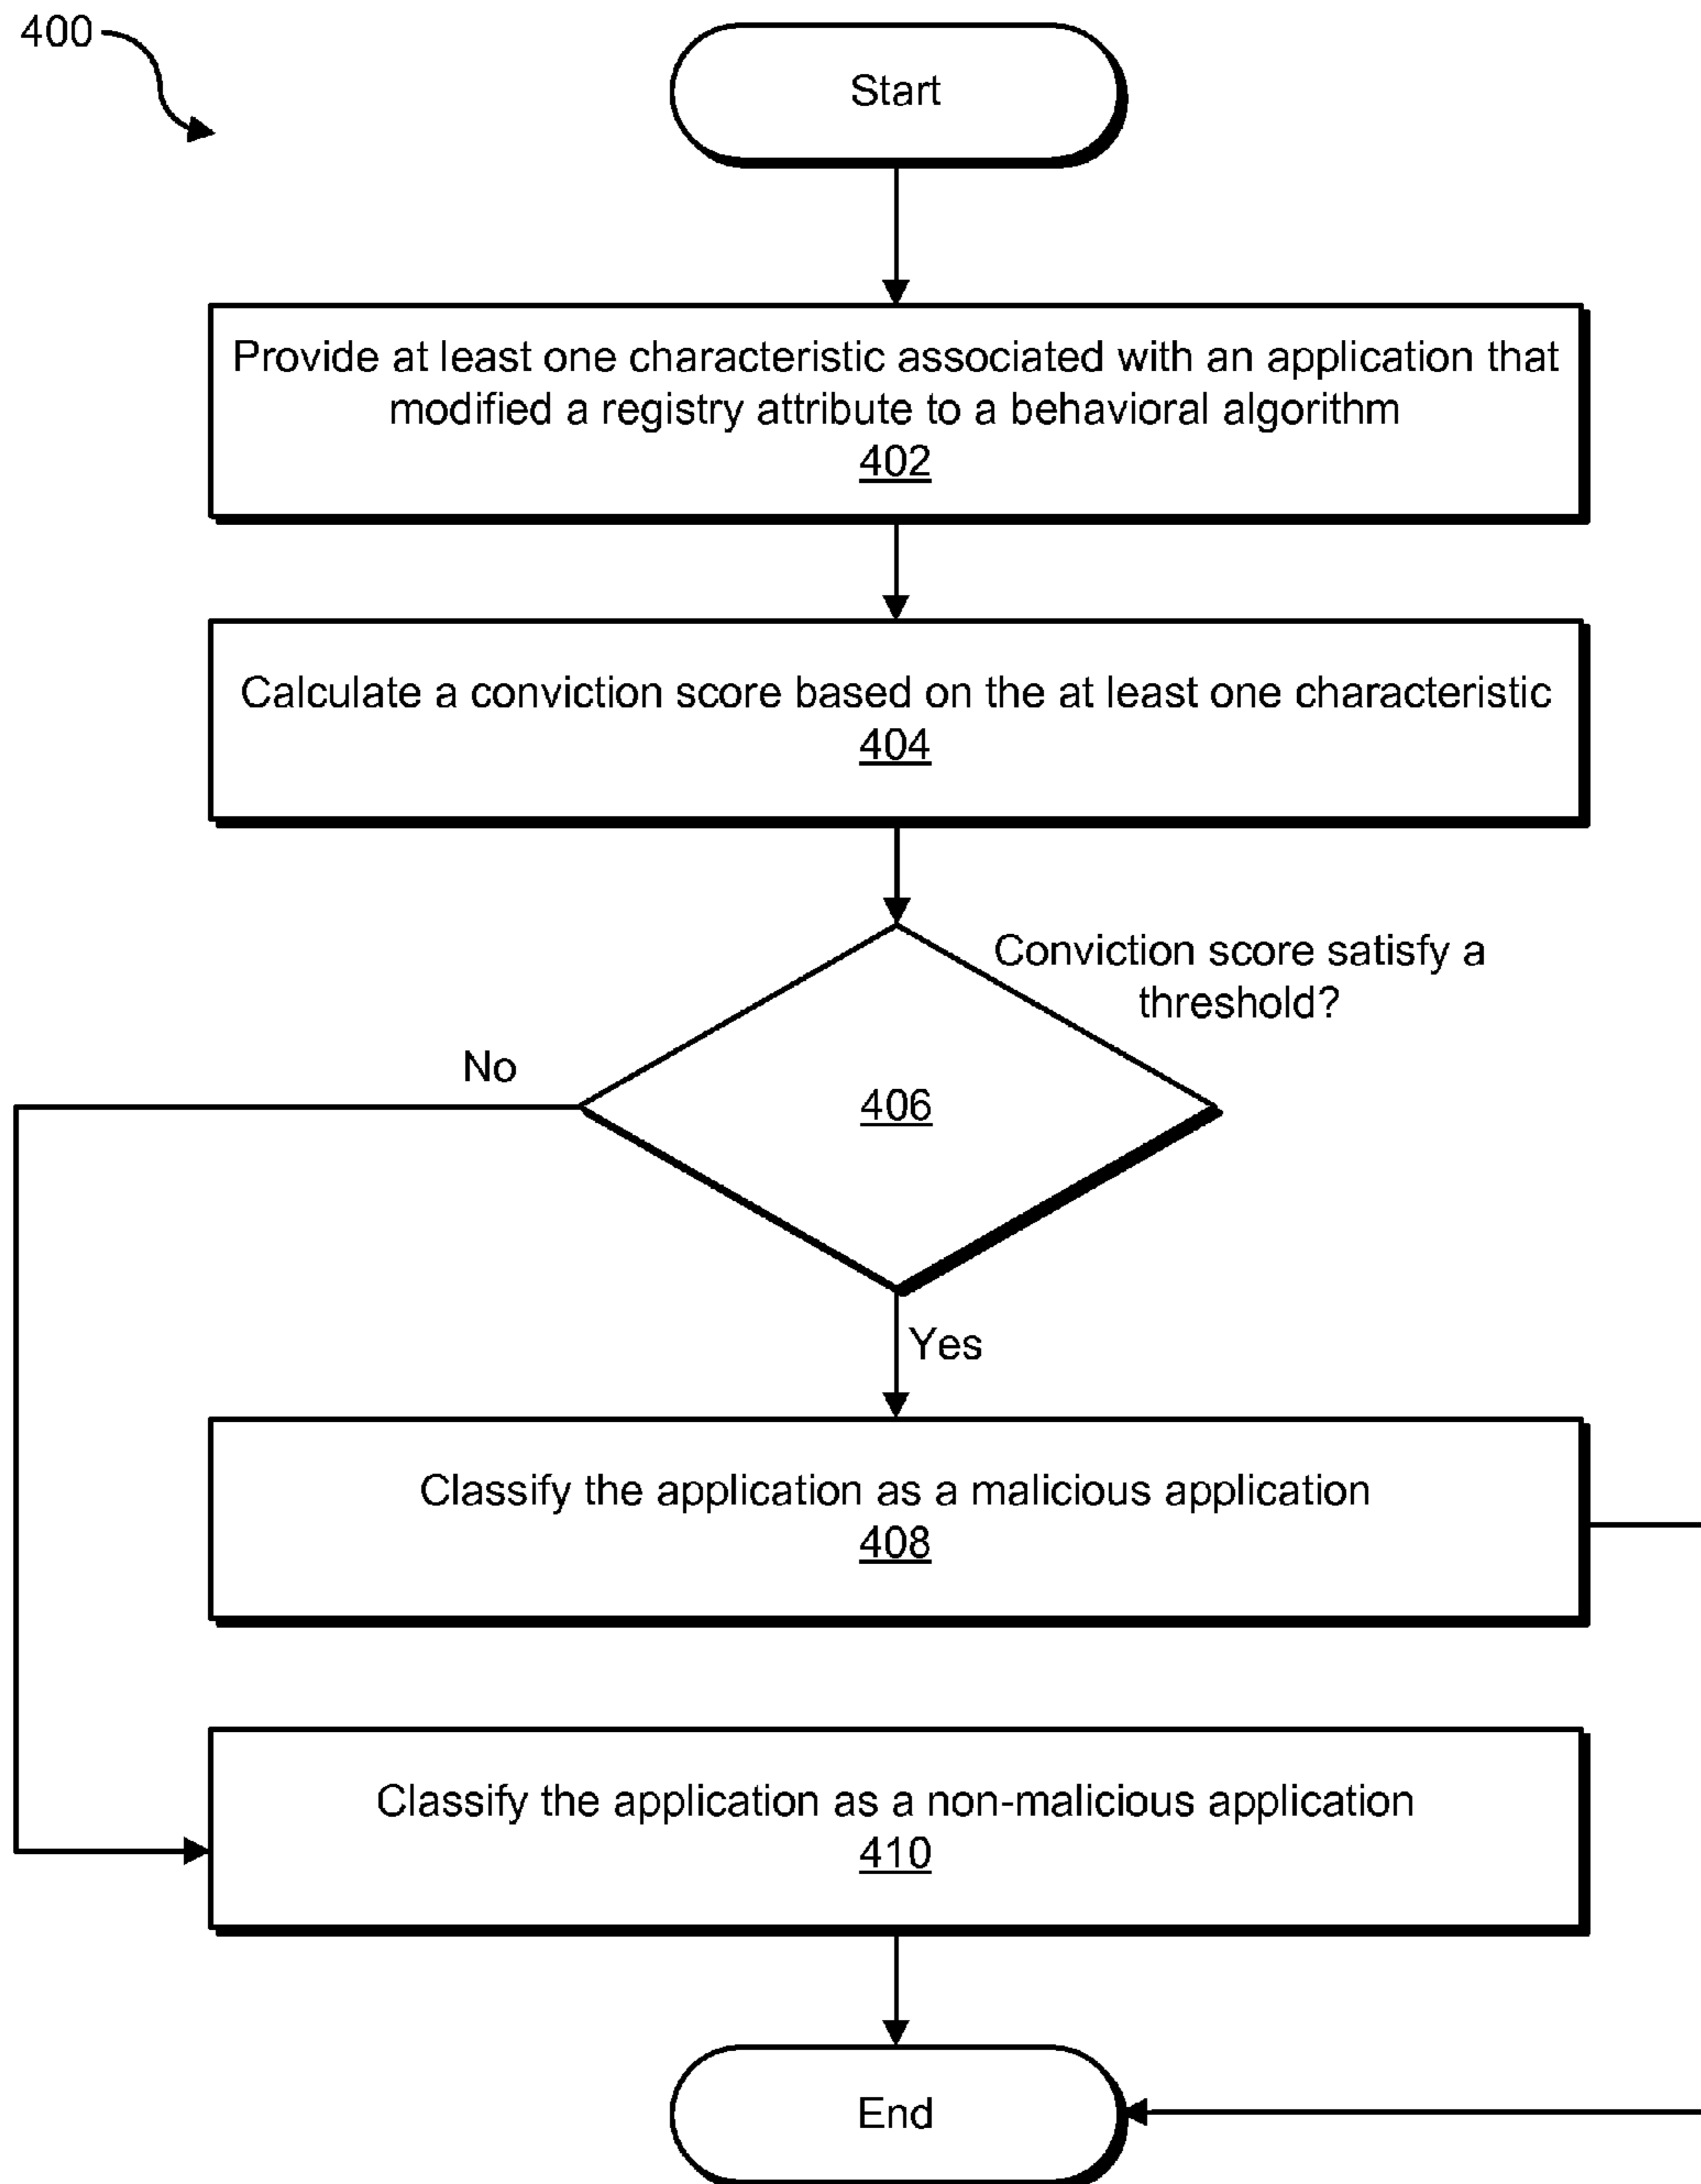 400
Start
Provide at least one characteristic associated with an application that
modified a registry attribute to a behavioral algorithm
402
Calculate a conviction score based on the at least one characteristic
404
Conviction score satisfy a
threshold?
No
406
Yes
Classify the application as a malicious application
408
Classify the application as a non-malicious application
410
End